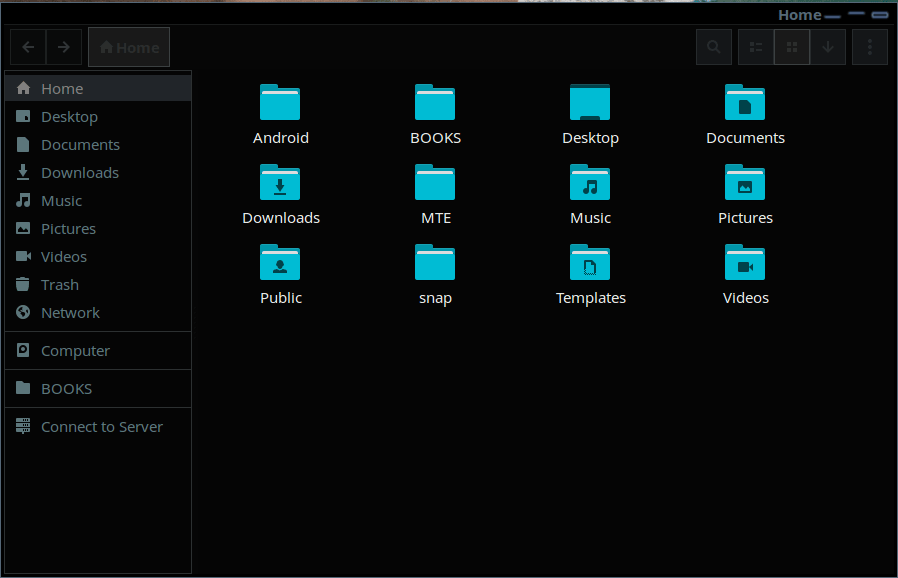 Home
Home
Home
Desktop
Documents
Downloads
Music
Pictures
Videos
Trash
Network
Computer
BOOKS
Connect to Server
Android
BOOKS
Desktop
Documents
Downloads
MTE
Music
Pictures
Public
snap
Templates
Videos